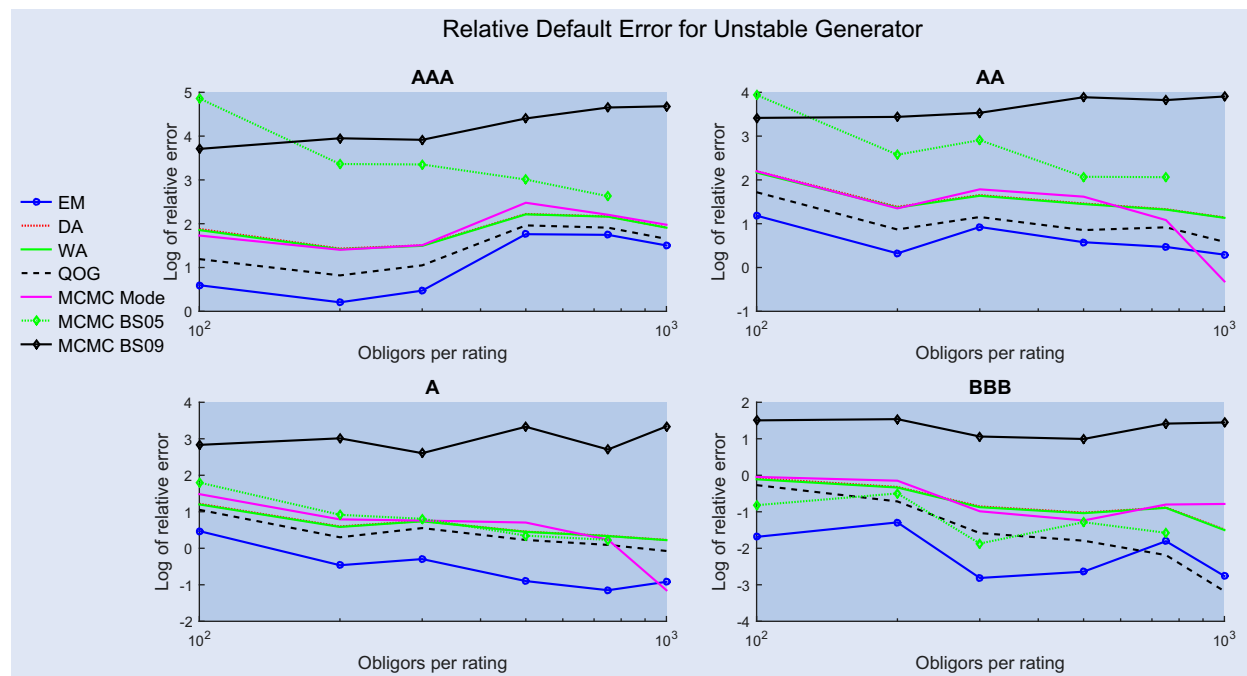 Relative Default Error for Unstable Generator
EM
DA
WA
QOG
MCMC Mode
MCMC BS05
MCMC BS09
AAA
5
4
3
2
1
0
Log of relative error
10²
10³
Obligors per rating
AA
4
3
2
1
0
-1
Log of relative error
10²
10³
Obligors per rating
A
4
3
2
1
0
-1
-2
Log of relative error
10²
10³
Obligors per rating
BBB
2
1
0
-1
-2
-3
-4
Log of relative error
10²
10³
Obligors per rating